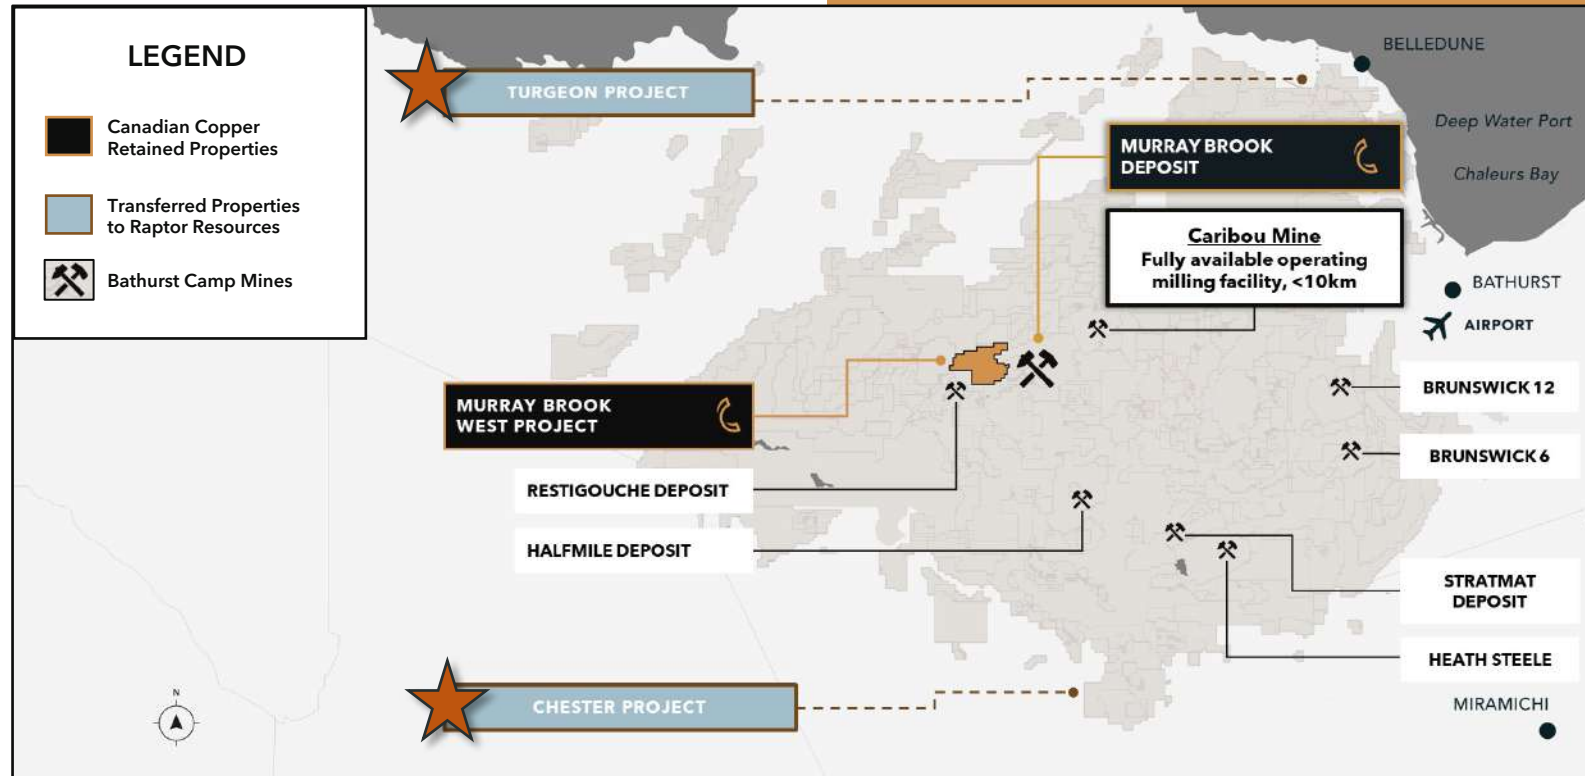 LEGEND
Canadian Copper
Retained Properties
Transferred Properties
to Raptor Resources
Bathurst Camp Mines
TURGEON PROJECT
BELLEDUNE
Deep Water Port
Chaleurs Bay
MURRAY BROOK
DEPOSIT
Caribou Mine
Fully available operating
milling facility, <10km
BATHURST
AIRPORT
MURRAY BROOK
WEST PROJECT
BRUNSWICK 12
BRUNSWICK 6
RESTIGOUCHE DEPOSIT
HALFMILE DEPOSIT
STRATMAT
DEPOSIT
HEATH STEELE
MIRAMICHI
CHESTER PROJECT
N